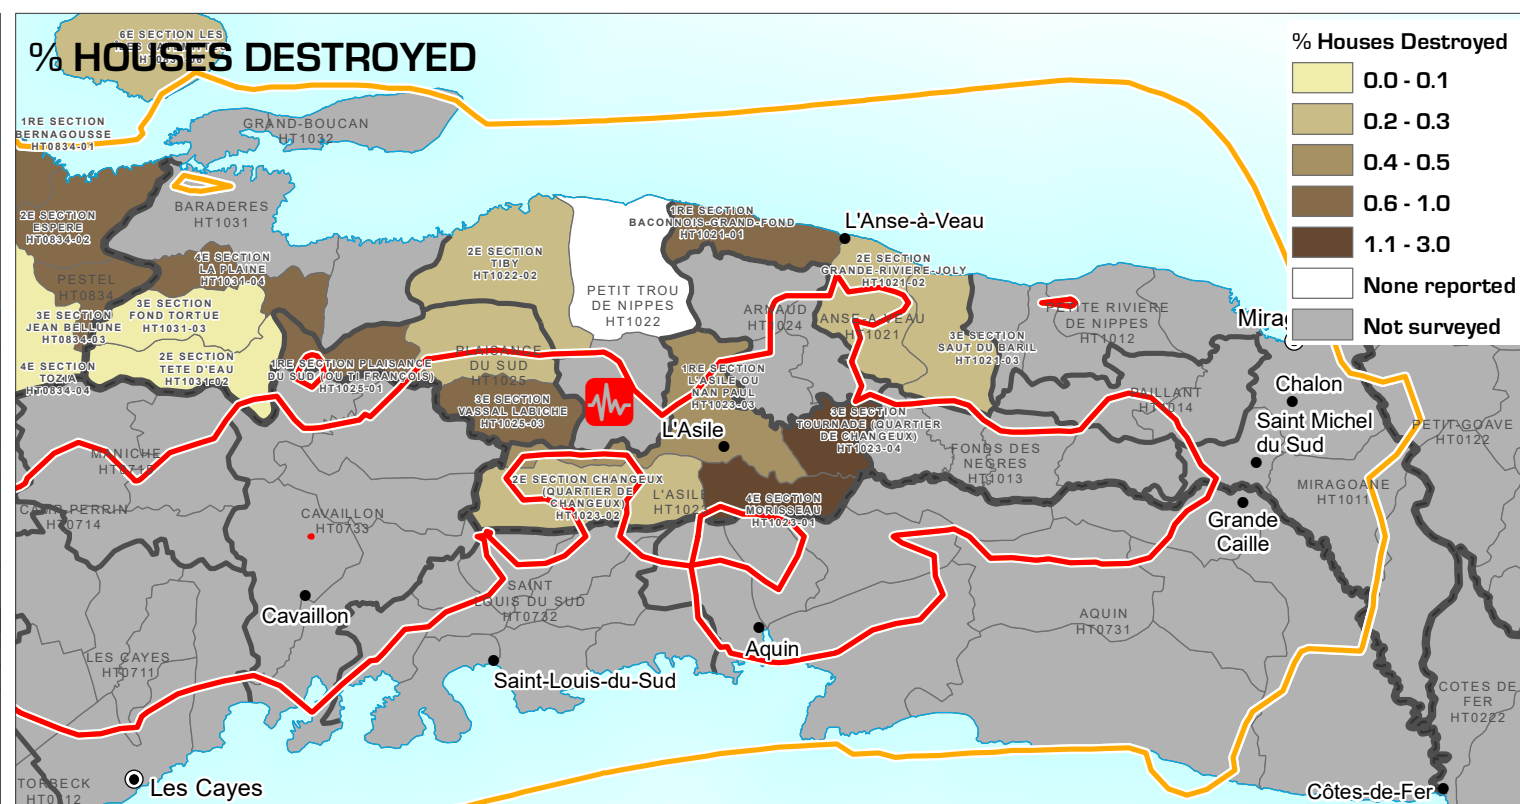 % HOUSES DESTROYED
% Houses Destroyed
0.0 - 0.1
0.2 - 0.3
0.4 - 0.5
0.6 - 1.0
1.1 - 3.0
None reported
Not surveyed
6E SECTION LES
1RE SECTION
BERNAGOUSSE
HT0834-01
GRAND-BOUCAN
HT1032
2E SECTION
ESPERE
HT0834-02
BARADERES
HT1031
4E SECTION
LA PLAINE
HT1031-04
PESTEL
HT0834
3E SECTION
JEAN BELLUNE
HT0834-03
3E SECTION
FOND TORTUE
HT1031-03
4E SECTION
TOZIA
HT0834-04
2E SECTION
TETE D'EAU
HT1031-02
1RE SECTION PLAISANCE
DU SUD (OU TI FRANÇOIS)
HT1025-01
2E SECTION
TIBY
HT1022-02
PETIT TROU
DE NIPPES
HT1022
1RE SECTION
BACONNOIS-GRAND-FOND
HT1021-01
L'Anse-à-Veau
2E SECTION
GRANDE-RIVIERE-JOLY
HT1021-02
ARNAUD
HT1024
ANSE-A-VEAU
HT1021
3E SECTION
SAUT DU BARIL
HT1021-03
PETITE RIVIERE
DE NIPPES
HT1012
PLAISANCE
DU SUD
HT1025
3E SECTION
VASSAL LABICHE
HT1025-03
1RE SECTION
L'ASILE OU
NAN PAUL
HT1023-03
L'Asile
3E SECTION
TOURNADE (QUARTIER
DE CHANGEUX)
HT1023-04
PAILLANT
HT1014
Chalon
Saint Michel
du Sud
PETIT-GOAVE
HT0122
FONDS DES
NEGRES
HT1013
MIRAGOANE
HT1011
Grande
Caille
MANICHE
HT0715
CAMP-PERRIN
HT0714
CAVAILLON
HT0733
2E SECTION CHANGEUX
(QUARTIER DE
CHANGEUX)
HT1023-02
L'ASILE
4E SECTION
MORISSEAU
HT1023-01
Cavaillon
SAINT
LOUIS DU SUD
HT0732
AQUIN
HT0731
Aquin
LES CAYES
HT0711
Saint-Louis-du-Sud
COTES DE
FER
HT0222
TORBECK
Les Cayes
Côtes-de-Fer